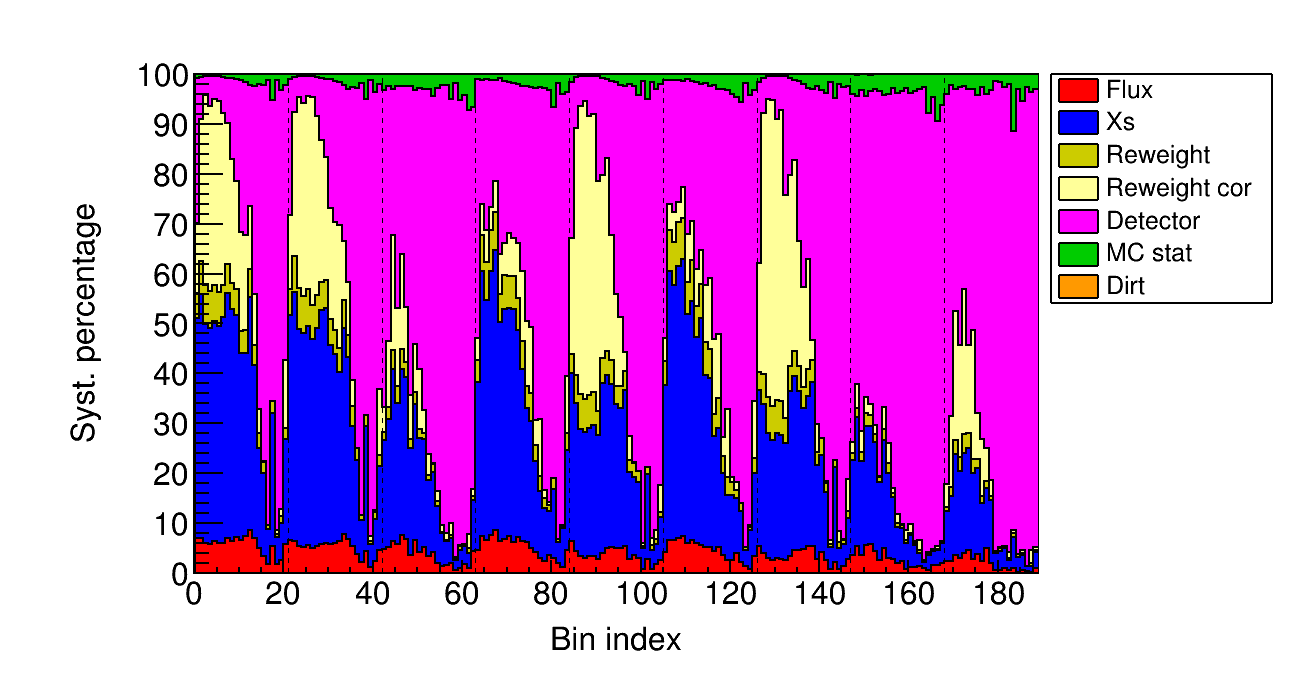 100
90
80
70
60
50
40
30
20
10
0
0 20 40 60 80 100 120 140 160 180
Syst. percentage
Bin index
Flux
Xs
Reweight
Reweight cor
Detector
MC stat
Dirt